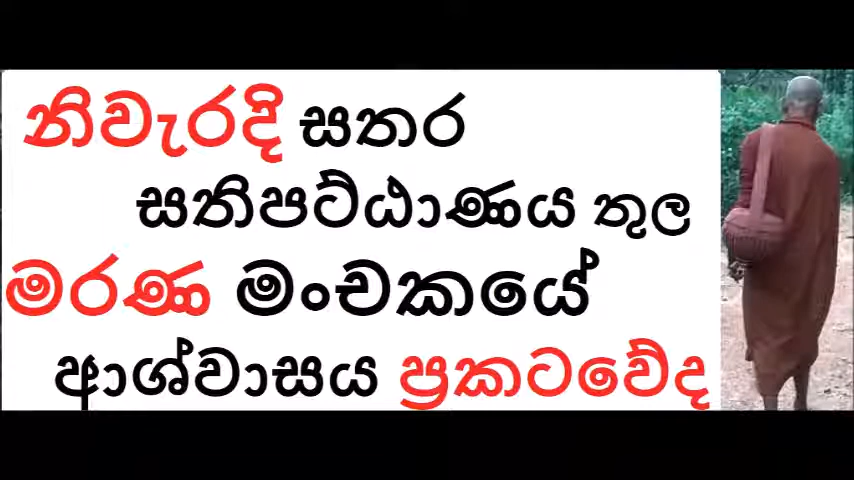 නිවැරදි සතර
සතිපට්ඨාණය තුල
මරණ මංචකයේ
ආශ්වාසය ප්‍රකටවේද